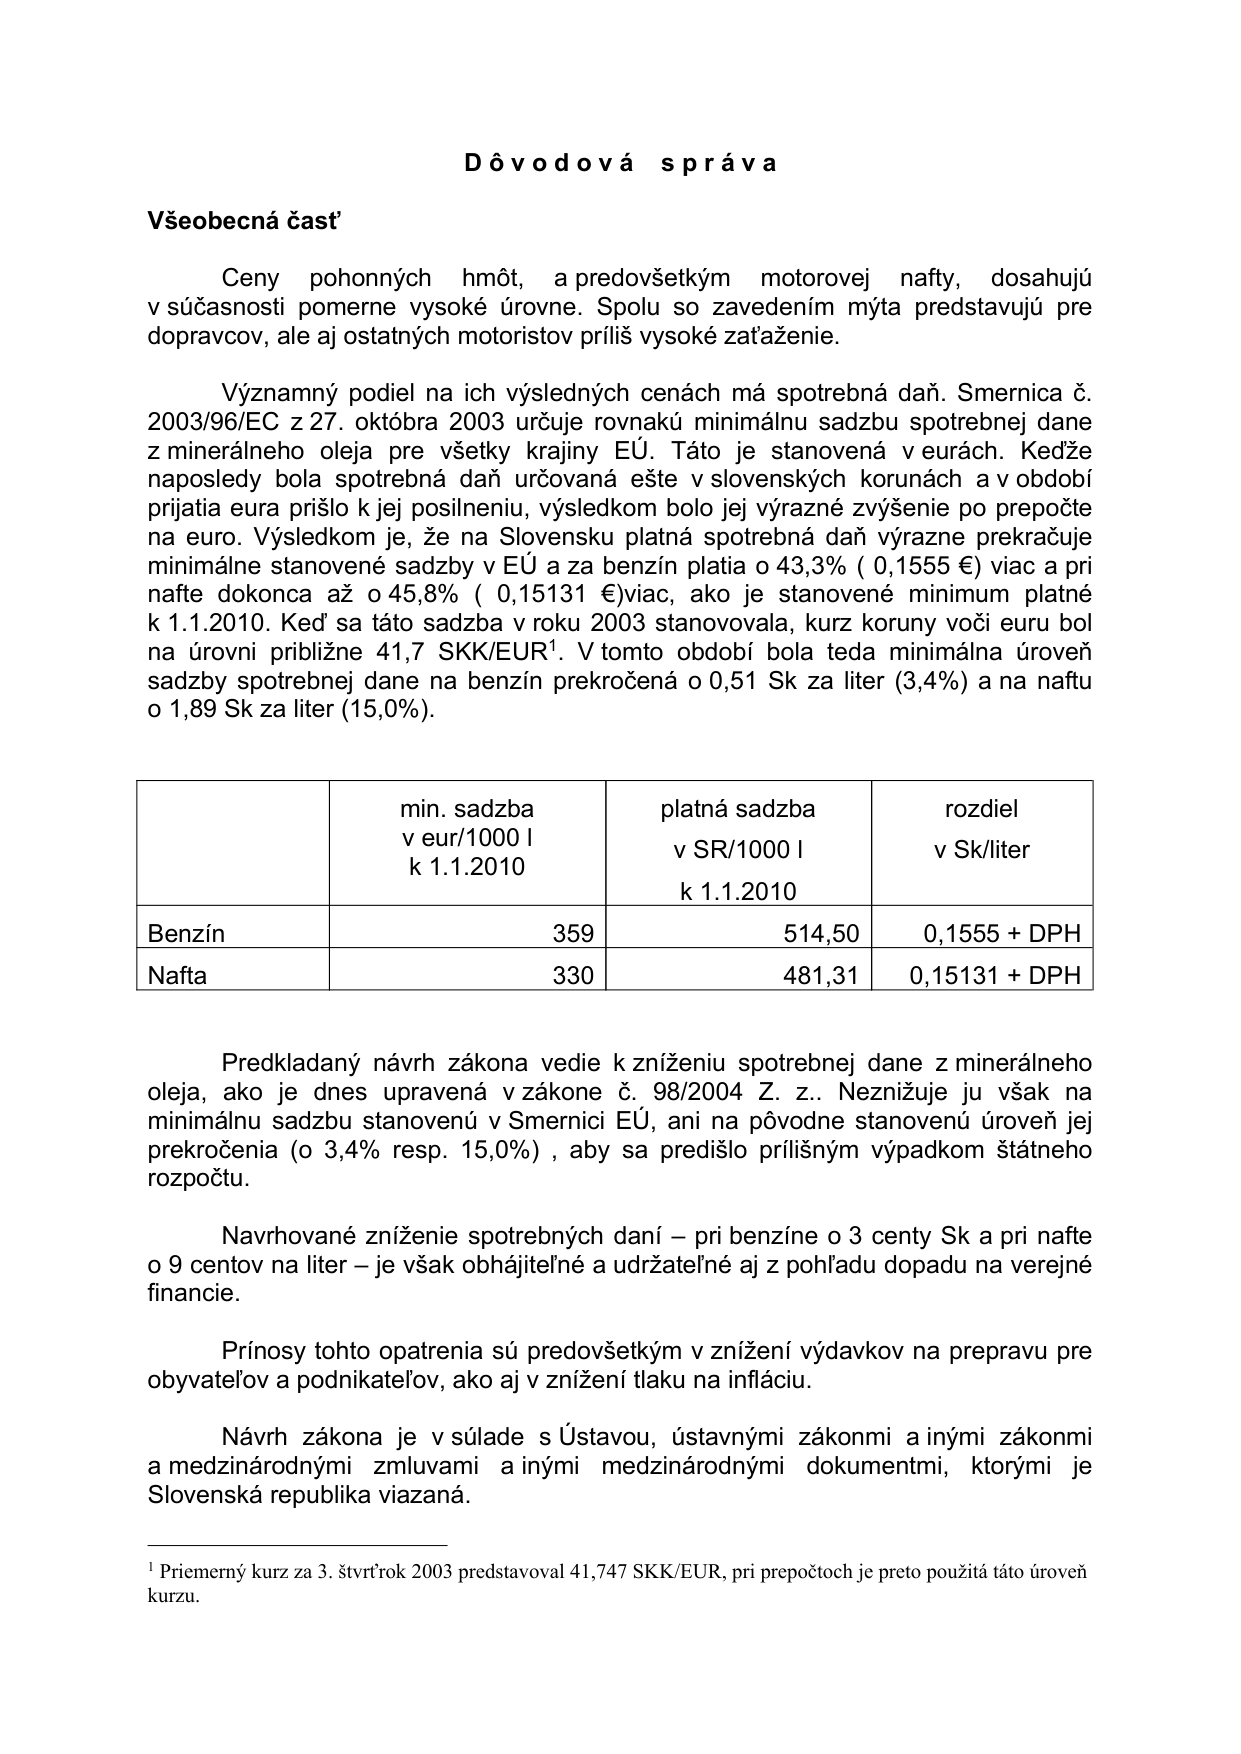 Dôvodová správa
Všeobecná časť
Ceny pohonných hmôt, a predovšetkým motorovej nafty, dosahujú
v súčasnosti pomerne vysoké úrovne. Spolu so zavedením mýta predstavujú pre
dopravcov, ale aj ostatných motoristov príliš vysoké zaťaženie.
Významný podiel na ich výsledných cenách má spotrebná daň. Smernica č.
2003/96/EC z 27. októbra 2003 určuje rovnakú minimálnu sadzbu spotrebnej dane
z minerálneho oleja pre všetky krajiny EÚ. Táto je stanovená v eurách. Keďže
naposledy bola spotrebná daň určovaná ešte v slovenských korunách a v období
prijatia eura prišlo k jej posilneniu, výsledkom bolo jej výrazné zvýšenie po prepočte
na euro. Výsledkom je, že na Slovensku platná spotrebná daň výrazne prekračuje
minimálne stanovené sadzby v EÚ a za benzín platia o 43,3% ( 0,1555 €) viac a pri
nafte dokonca až o 45,8% ( 0,15131 €)viac, ako je stanovené minimum platné
k 1.1.2010. Keď sa táto sadzba v roku 2003 stanovovala, kurz koruny voči euru bol
na úrovni približne 41,7 SKK/EUR1. V tomto období bola teda minimálna úroveň
sadzby spotrebnej dane na benzín prekročená o 0,51 Sk za liter (3,4%) a na naftu
o 1,89 Sk za liter (15,0%).
min. sadzba
v eur/1000 l
k 1.1.2010
platná sadzba
v SR/1000 l
k 1.1.2010
rozdiel
v Sk/liter
Benzín 359 514,50 0,1555 + DPH
Nafta 330 481,31 0,15131 + DPH
Predkladaný návrh zákona vedie k zníženiu spotrebnej dane z minerálneho
oleja, ako je dnes upravená v zákone č. 98/2004 Z. z.. Neznižuje ju však na
minimálnu sadzbu stanovenú v Smernici EÚ, ani na pôvodne stanovenú úroveň jej
prekročenia (o 3,4% resp. 15,0%) , aby sa predišlo prílišným výpadkom štátneho
rozpočtu.
Navrhované zníženie spotrebných daní – pri benzíne o 3 centy Sk a pri nafte
o 9 centov na liter – je však obhájiteľné a udržateľné aj z pohľadu dopadu na verejné
financie.
Prínosy tohto opatrenia sú predovšetkým v znížení výdavkov na prepravu pre
obyvateľov a podnikateľov, ako aj v znížení tlaku na infláciu.
Návrh zákona je v súlade s Ústavou, ústavnými zákonmi a inými zákonmi
a medzinárodnými zmluvami a inými medzinárodnými dokumentmi, ktorými je
Slovenská republika viazaná.
1 Priemerný kurz za 3. štvrťrok 2003 predstavoval 41,747 SKK/EUR, pri prepočtoch je preto použitá táto úroveň
kurzu.